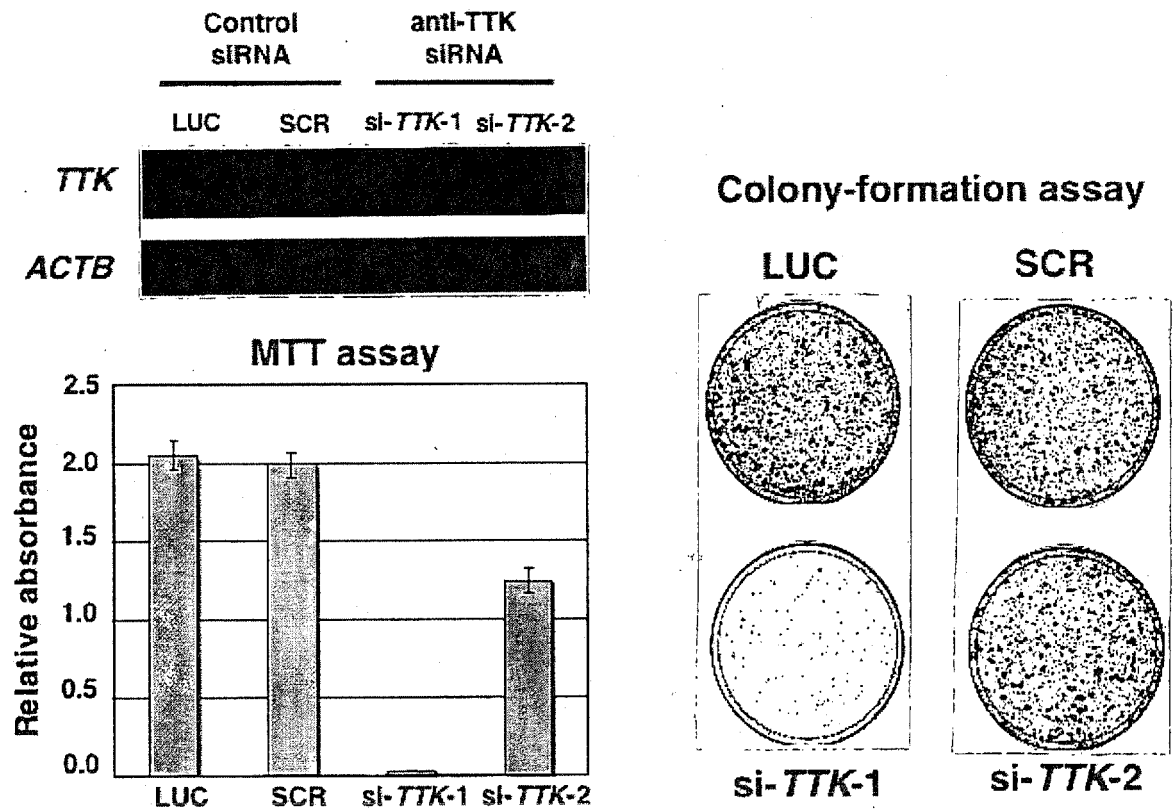 Control anti-TTK
siRNA siRNA
LUC SCR si-TTK-1 si-TTK-2
TTK
ACTB
MTT assay
Relative absorbance
2.5
2.0
1.5
1.0
0.5
0.0
LUC SCR si-TTK-1 si-TTK-2
Colony-formation assay
LUC SCR
si-TTK-1 si-TTK-2